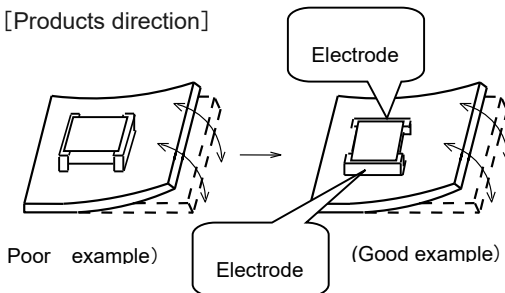 [Products direction]
Electrode
Poor example)
(Good example)
Electrode